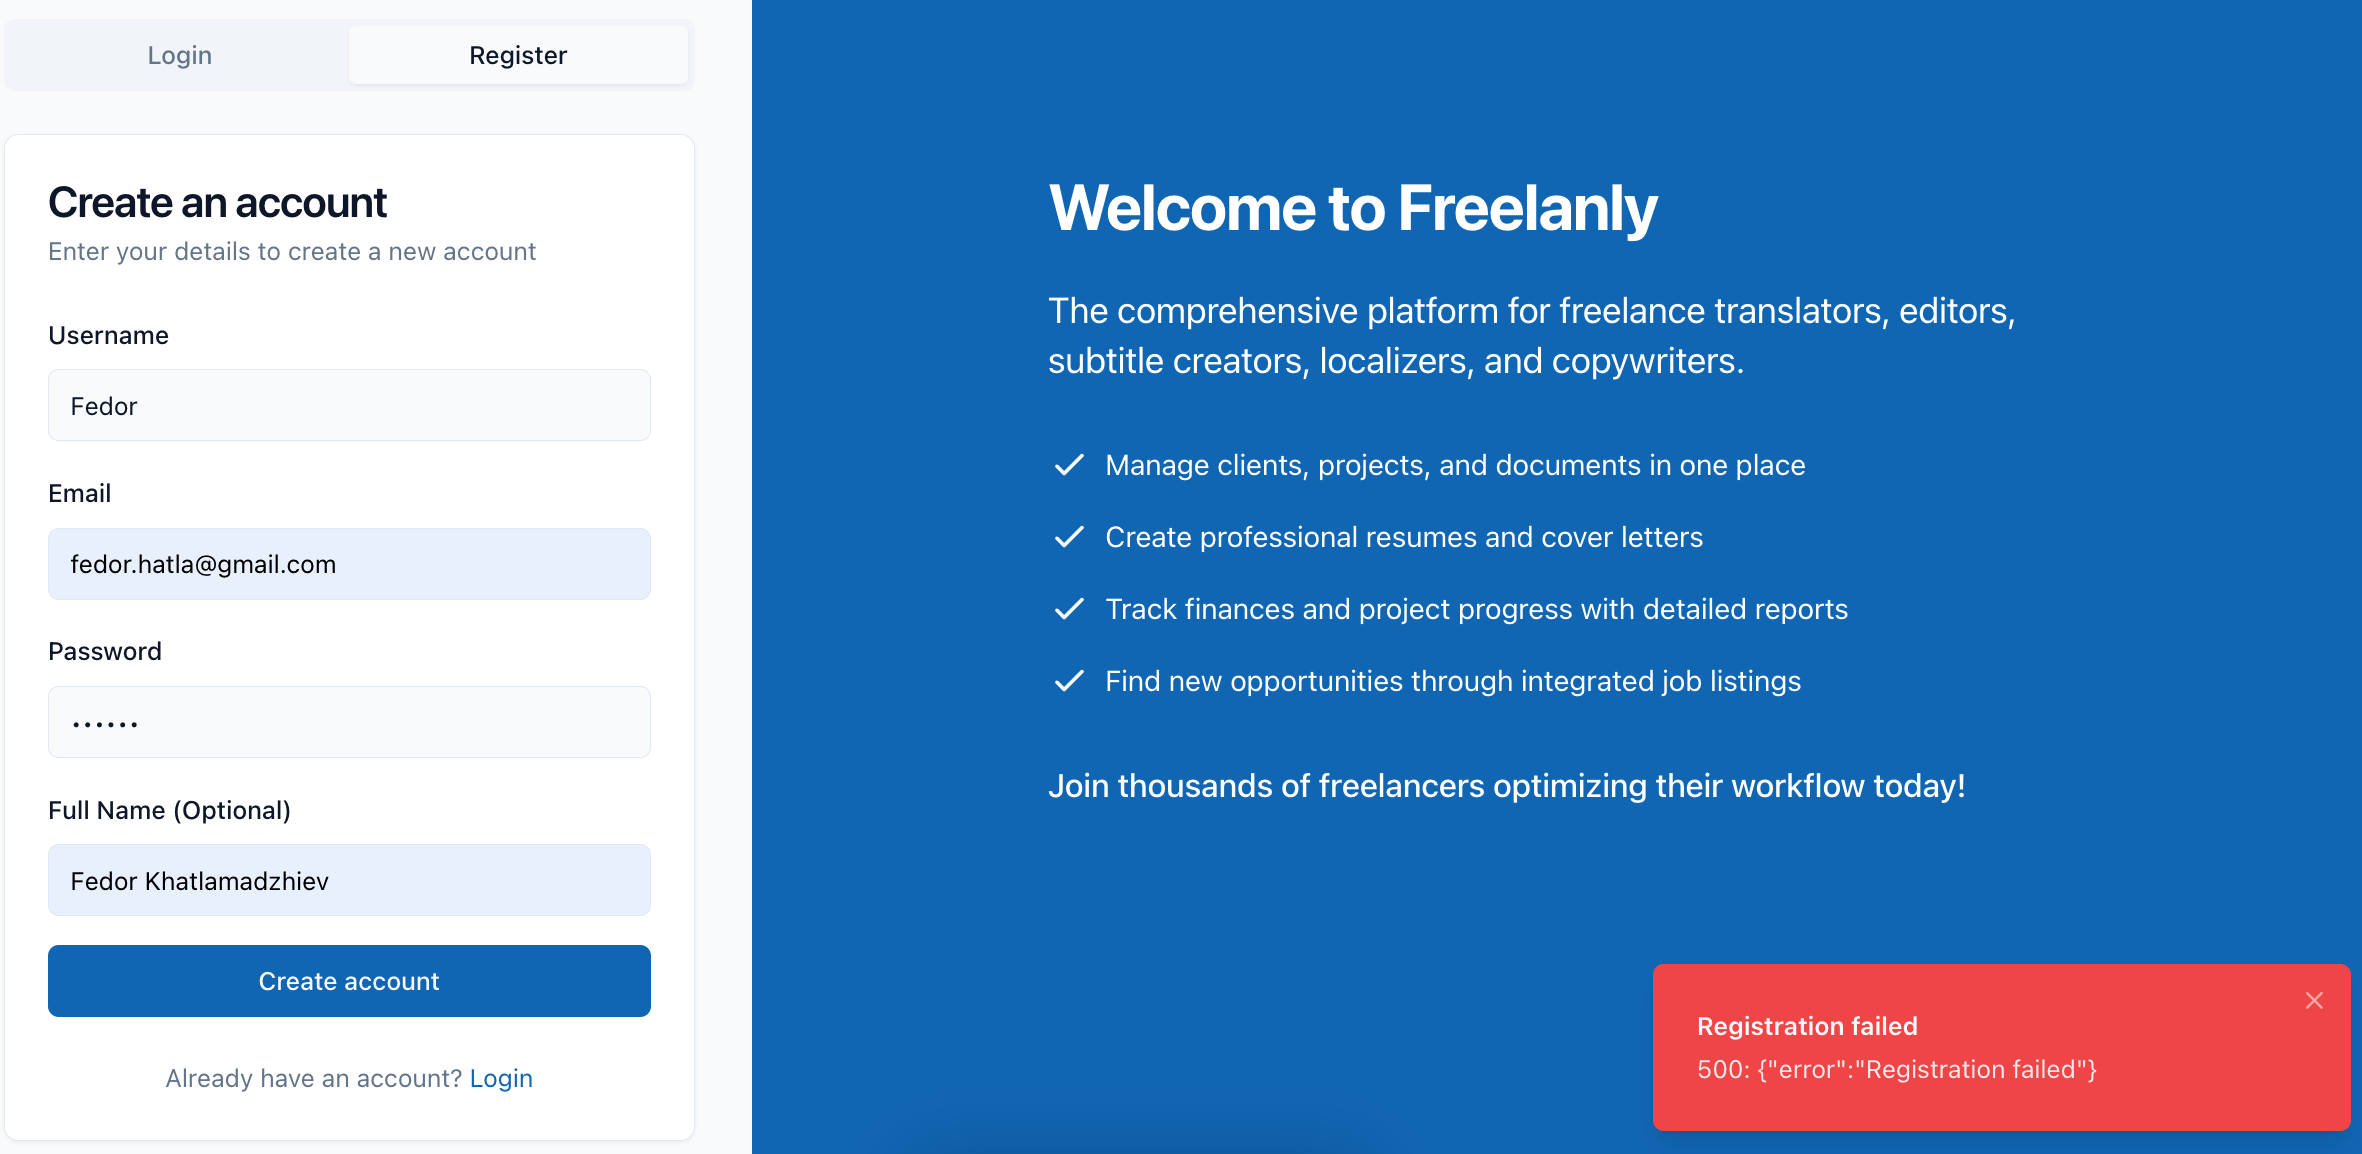 Login
Register
Create an account
Enter your details to create a new account
Username
Fedor
Email
fedor.hatla@gmail.com
Password
••••••
Full Name (Optional)
Fedor Khatlamadzhiev
Create account
Already have an account? Login
Welcome to Freelanly
The comprehensive platform for freelance translators, editors,
subtitle creators, localizers, and copywriters.
Manage clients, projects, and documents in one place
Create professional resumes and cover letters
Track finances and project progress with detailed reports
Find new opportunities through integrated job listings
Join thousands of freelancers optimizing their workflow today!
Registration failed
500: {"error":"Registration failed"}